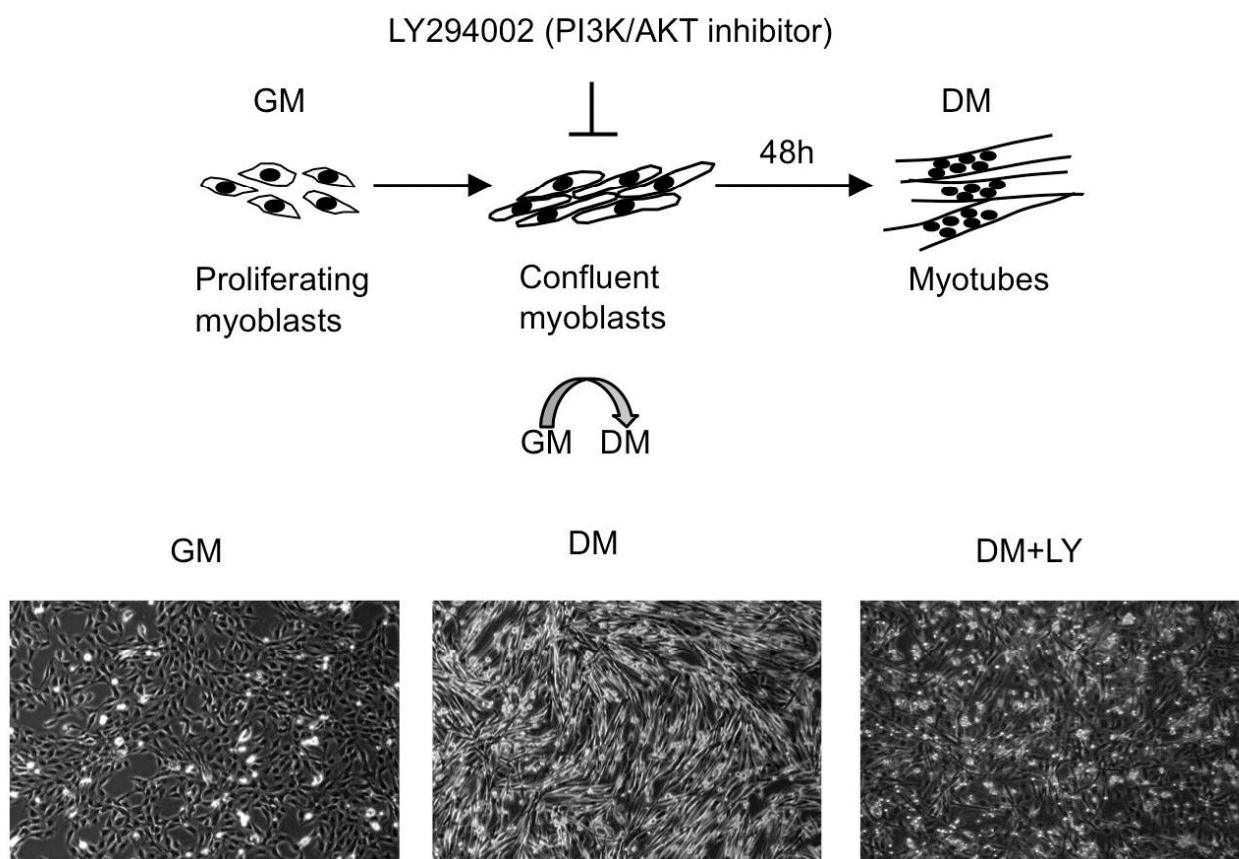 LY294002 (PI3K/AKT inhibitor)
GM
DM
48h
Proliferating
myoblasts
Confluent
myoblasts
Myotubes
GM DM
GM
DM
DM+LY